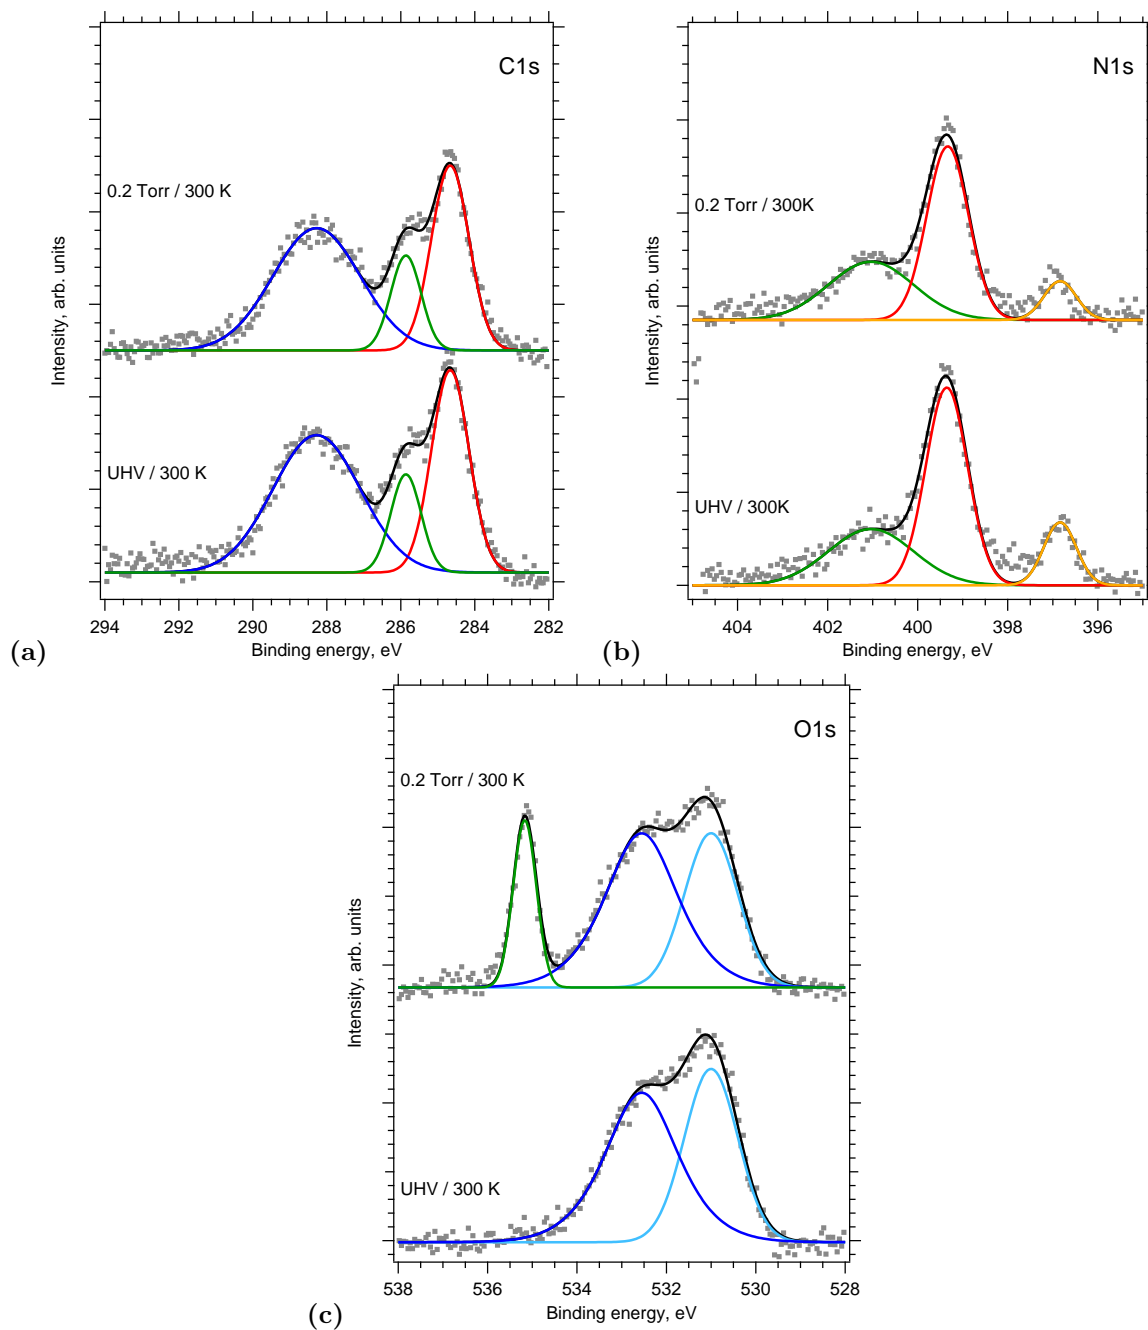 C1s
0.2 Torr / 300 K
UHV / 300 K
Intensity, arb. units
294 292 290 288 286 284 282
Binding energy, eV
(a)
N1s
0.2 Torr / 300K
UHV / 300K
Intensity, arb. units
404 402 400 398 396
Binding energy, eV
(b)
O1s
0.2 Torr / 300 K
UHV / 300 K
Intensity, arb. units
538 536 534 532 530 528
Binding energy, eV
(c)